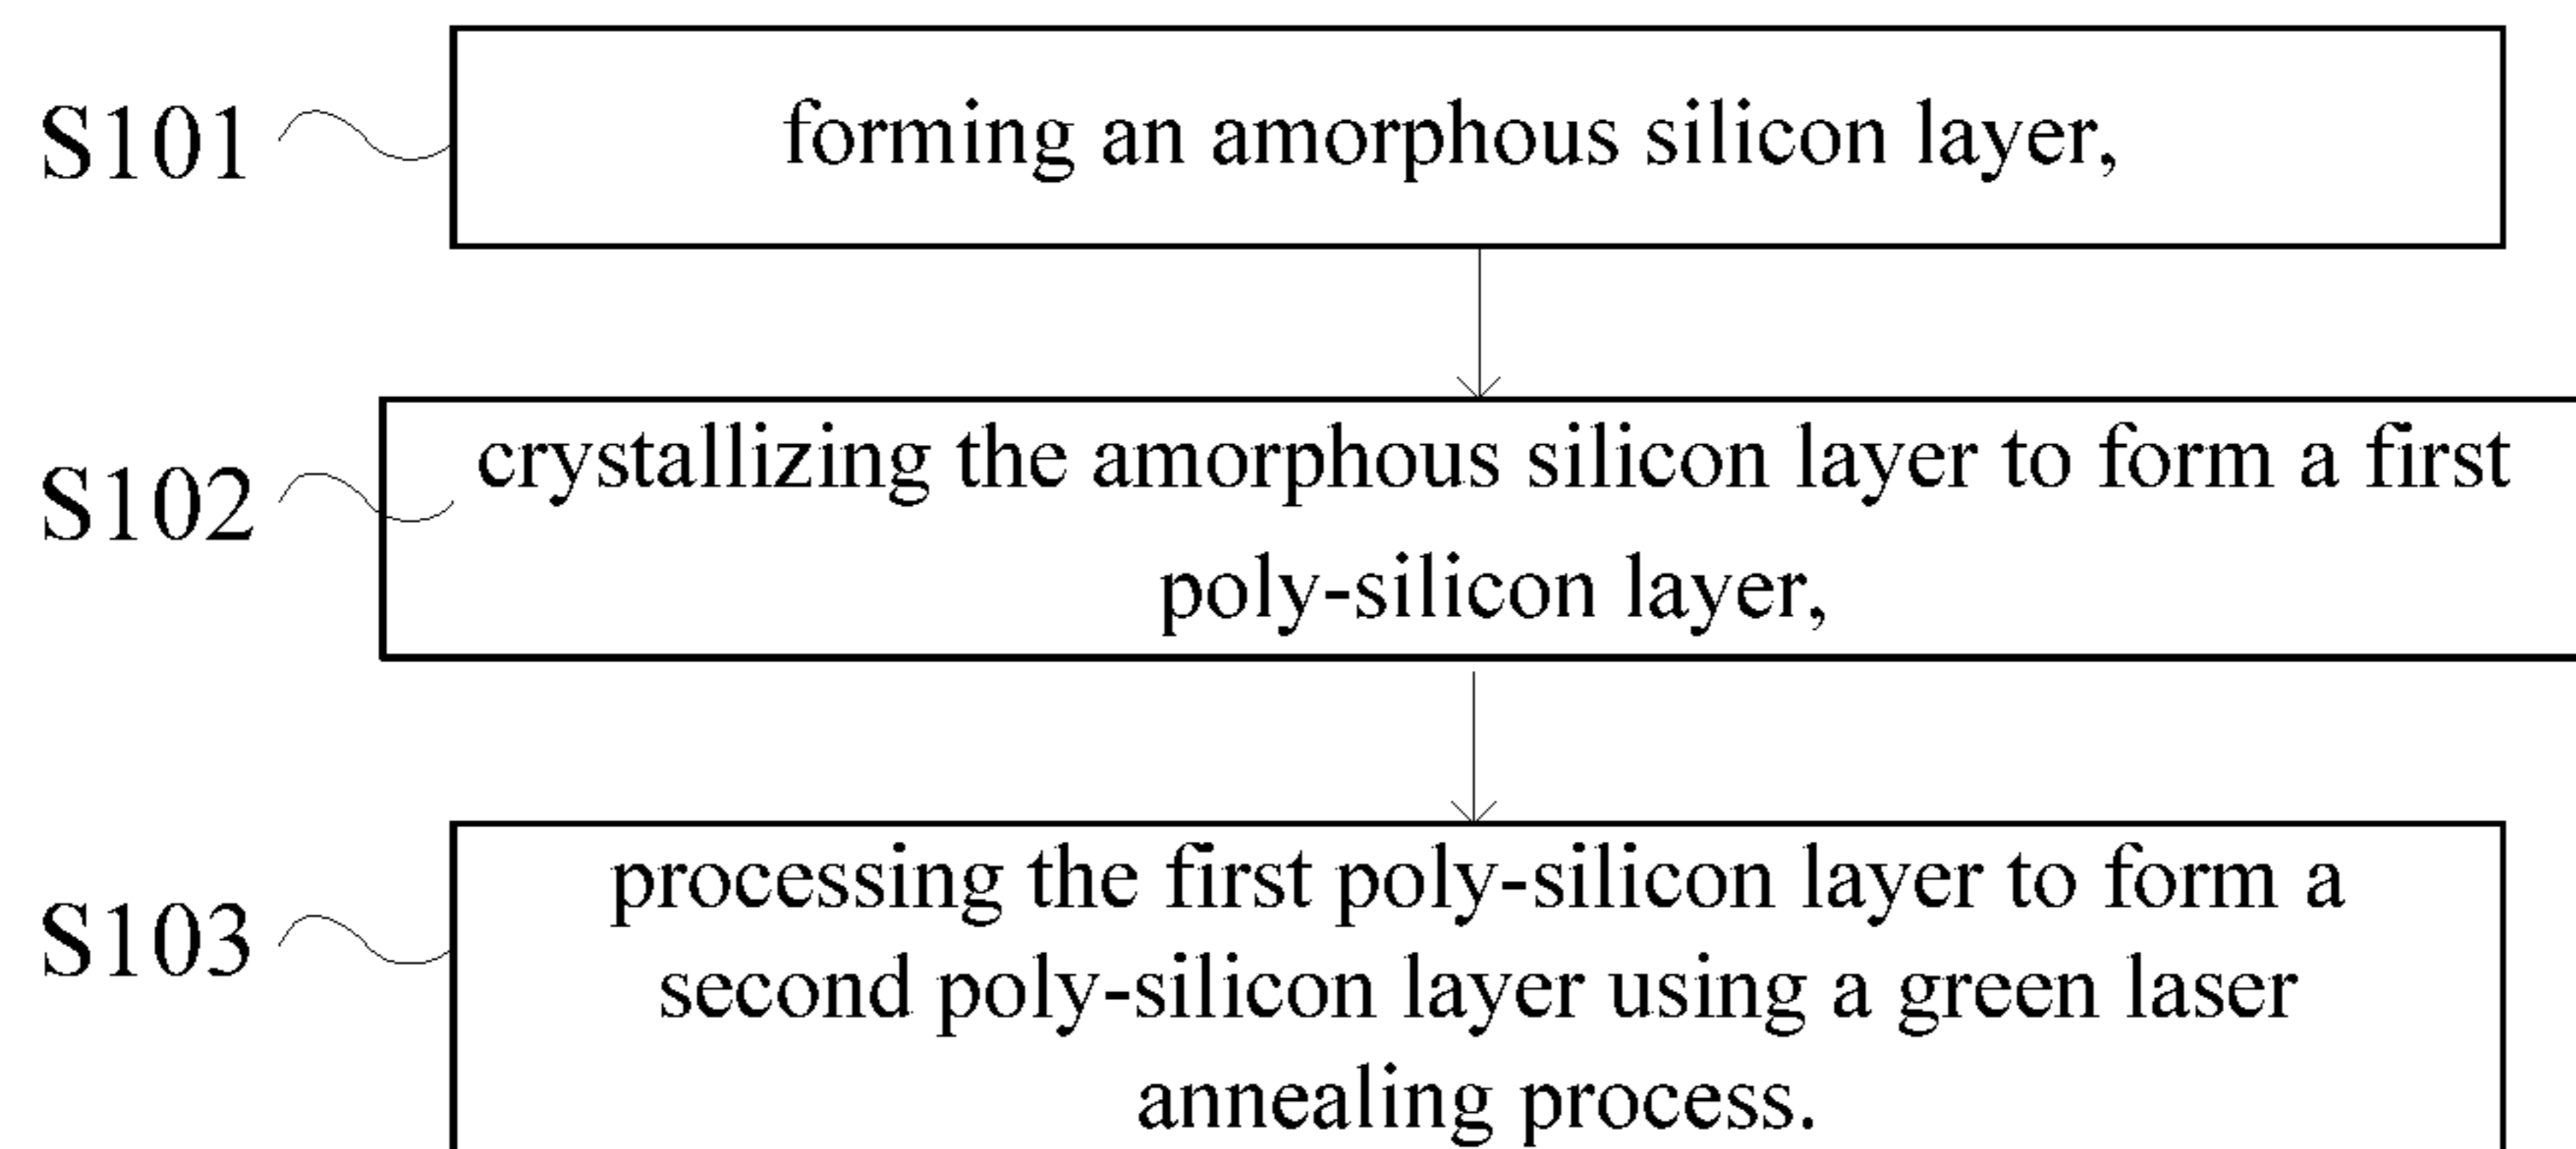 S101
forming an amorphous silicon layer,
S102
crystallizing the amorphous silicon layer to form a first
poly-silicon layer,
S103
processing the first poly-silicon layer to form a
second poly-silicon layer using a green laser
annealing process.